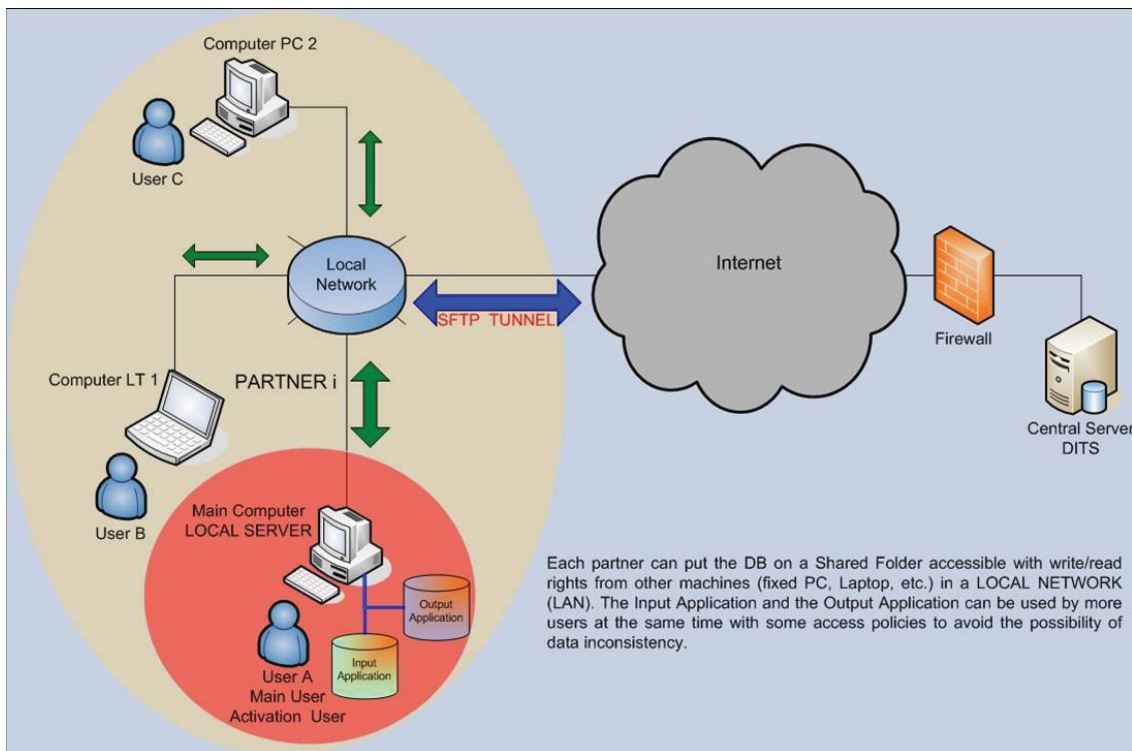 Computer PC 2
User C
Local
Network
Internet
SFTP  TUNNEL
Firewall
Computer LT 1
PARTNER i
Central Server
DITS
User B
Main Computer
LOCAL SERVER
Output
Application
Input
Application
User A
Main User
Activation  User
Each partner can put the DB on a Shared Folder accessible with write/read
rights from other machines (fixed PC, Laptop, etc.) in a LOCAL NETWORK
(LAN). The Input Application and the Output Application can be used by more
users at the same time with some access policies to avoid the possibility of
data inconsistency.